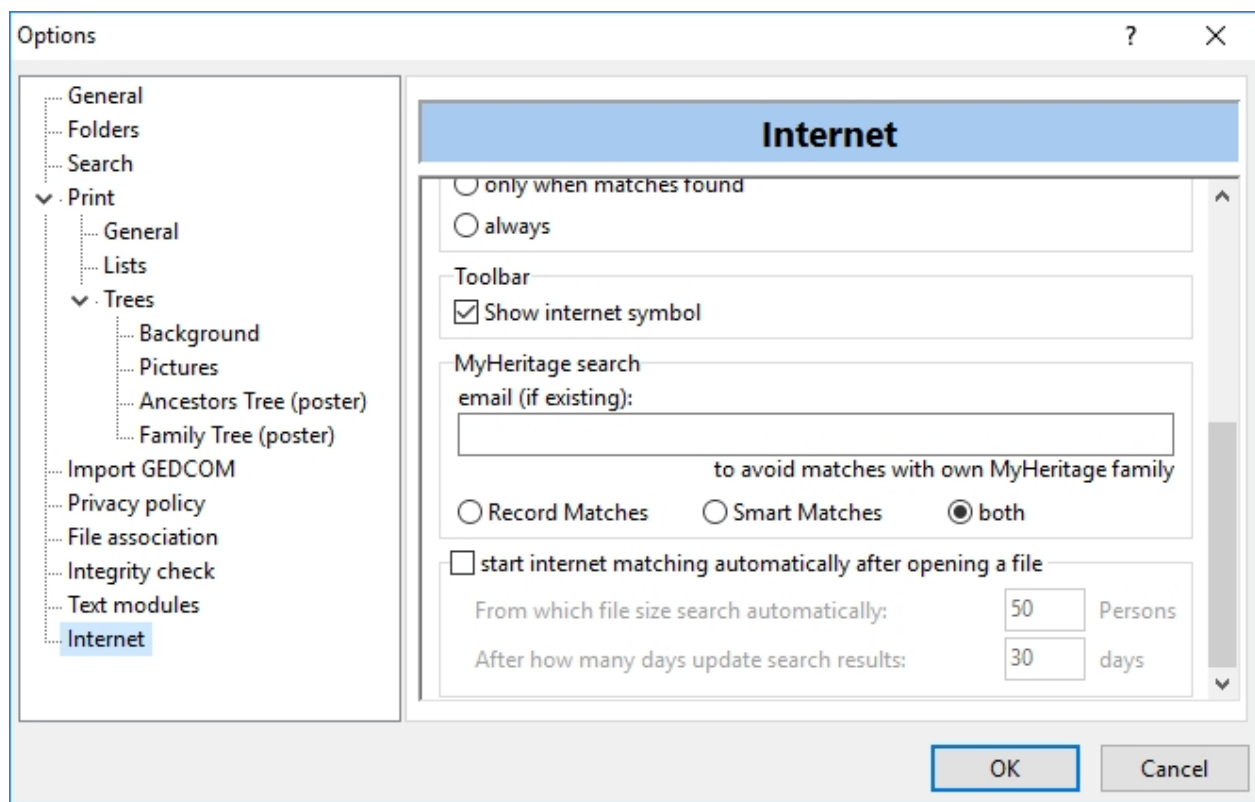 Options
General
Folders
Search
Print
General
Lists
Trees
Background
Pictures
Ancestors Tree (poster)
Family Tree (poster)
Import GEDCOM
Privacy policy
File association
Integrity check
Text modules
Internet
Internet
only when matches found
always
Toolbar
Show internet symbol
MyHeritage search
email (if existing):
to avoid matches with own MyHeritage family
Record Matches Smart Matches both
start internet matching automatically after opening a file
From which file size search automatically: 50 Persons
After how many days update search results: 30 days
OK Cancel